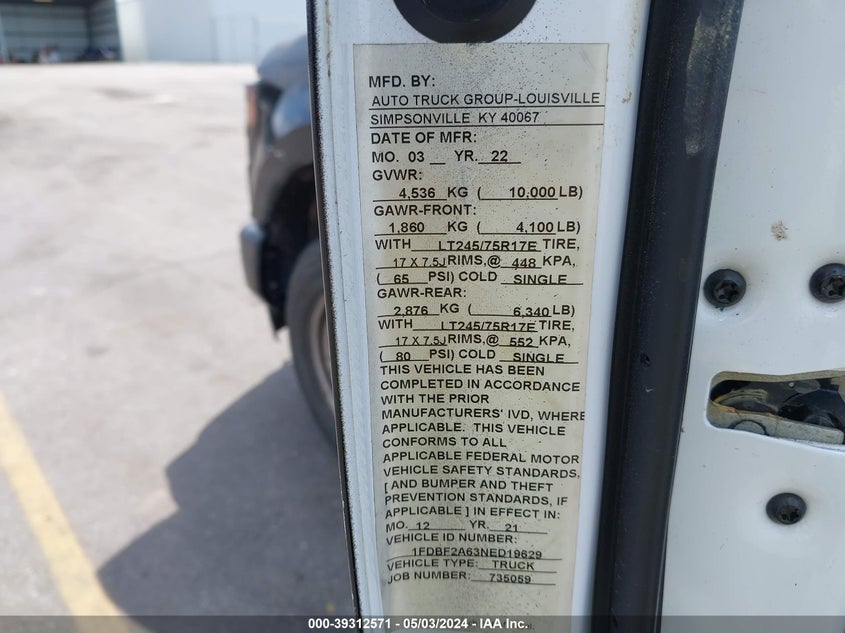 MFD. BY:
AUTO TRUCK GROUP-LOUISVILLE
SIMPSONVILLE KY 40067
DATE OF MFR:
MO. 03 YR. 22
GVWR:
4,536 KG ( 10,000 LB)
GAWR-FRONT:
1,860 KG ( 4,100 LB)
WITH LT245/75R17E TIRE,
17 X 7.5J RIMS,@ 448 KPA,
( 65 PSI) COLD SINGLE
GAWR-REAR:
2,876 KG ( 6,340 LB)
WITH LT245/75R17E TIRE,
17 X 7.5J RIMS,@ 552 KPA,
( 80 PSI) COLD SINGLE
THIS VEHICLE HAS BEEN
COMPLETED IN ACCORDANCE
WITH THE PRIOR
MANUFACTURERS' IVD, WHERE
APPLICABLE. THIS VEHICLE
CONFORMS TO ALL
APPLICABLE FEDERAL MOTOR
VEHICLE SAFETY STANDARDS,
[ AND BUMPER AND THEFT
PREVENTION STANDARDS, IF
APPLICABLE ] IN EFFECT IN:
MO. 12 YR. 21
VEHICLE ID NUMBER:
1FDBF2A63NED19629
VEHICLE TYPE: TRUCK
JOB NUMBER: 735059
000-39312571 - 05/03/2024 - IAA Inc.